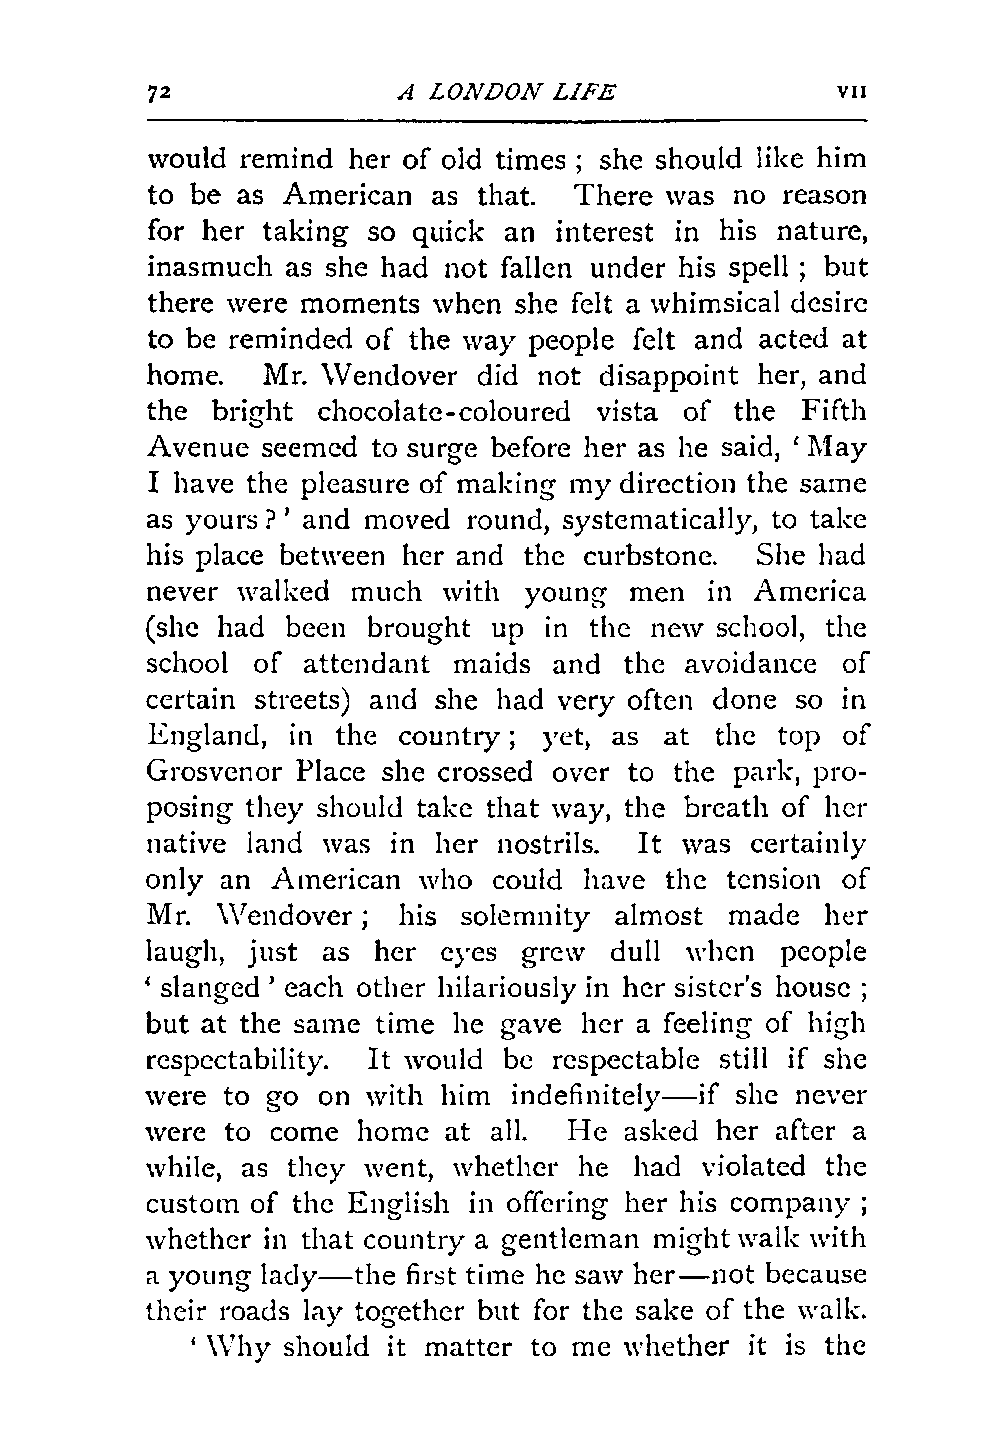 72 A LONDON LIFE VII
would remind her of old times ; she should like him
to be as American as that. There was no reason
for her taking so quick an interest in his nature,
inasmuch as she had not fallen under his spell ; but
there were moments when she felt a whimsical desire
to be reminded of the way people felt and acted at
home. Mr. Wendover did not disappoint her, and
the bright chocolate-coloured vista of the Fifth
Avenue seemed to surge before her as he said, ‘ May
I have the pleasure of making my direction the same
as yours ? ’ and moved round, systematically, to take
his place between her and the curbstone. She had
never walked much with young men in America
(she had been brought up in the new school, the
school of attendant maids and the avoidance of
certain streets) and she had very often done so in
England, in the country ; yet, as at the top of
Grosvenor Place she crossed over to the park, pro-
posing they should take that way, the breath of her
native land was in her nostrils. It was certainly
only an American who could have the tension of
Mr. Wendover ; his solemnity almost made her
laugh, just as her eyes grew dull when people
‘ slanged ’ each other hilariously in her sister's house ;
but at the same time he gave her a feeling of high
respectability. It would be respectable still if she
were to go on with him indefinitely—if she never
were to come home at all. He asked her after a
while, as they went, whether he had violated the
custom of the English in offering her his company ;
whether in that country a gentleman might walk with
a young lady—the first time he saw her—not because
their roads lay together but for the sake of the walk.
‘ Why should it matter to me whether it is the